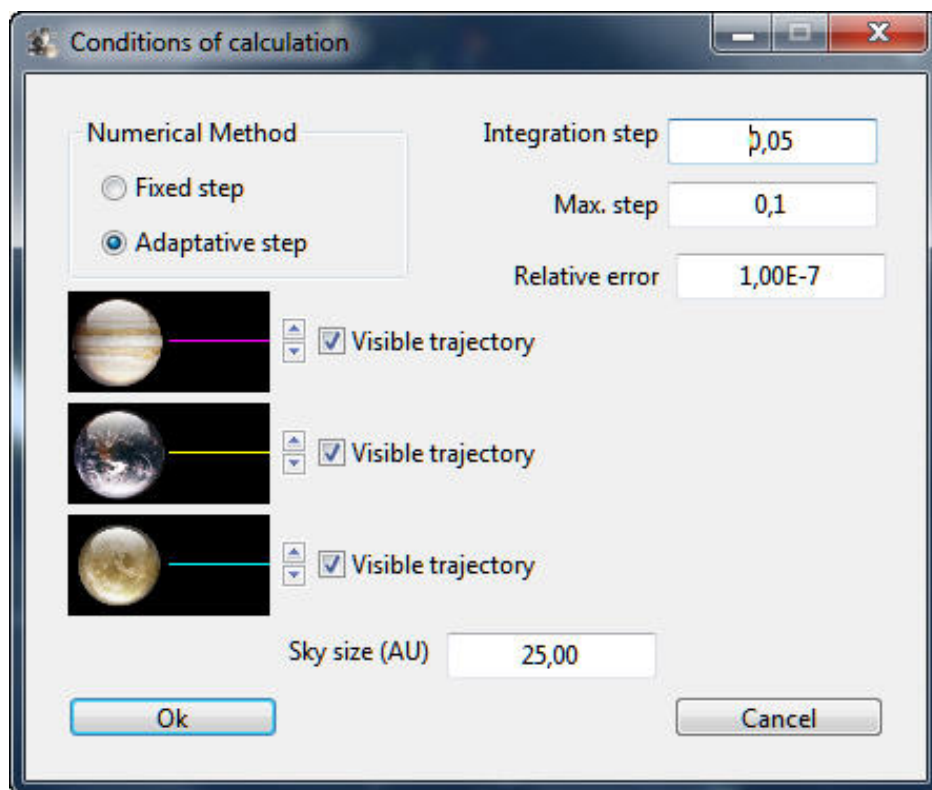 Conditions of calculation
Numerical Method
Fixed step
Adaptative step
Integration step 0,05
Max. step 0,1
Relative error 1,00E-7
Visible trajectory
Visible trajectory
Visible trajectory
Sky size (AU) 25,00
Ok Cancel